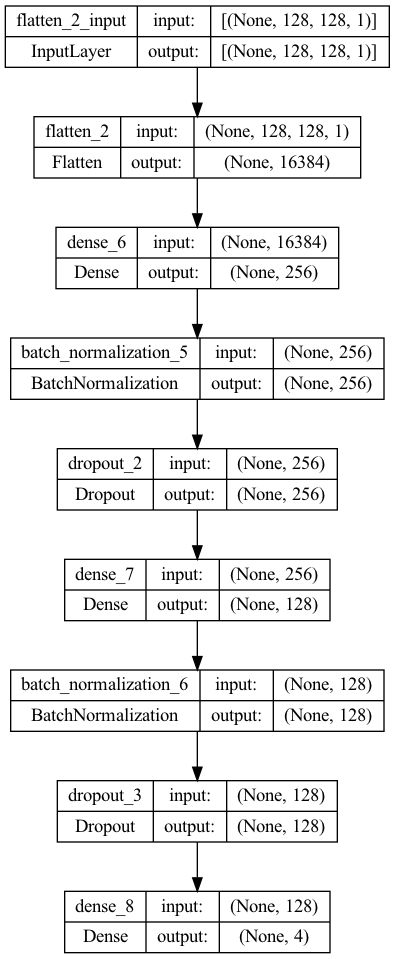 flatten_2_input input: [(None, 128, 128, 1)]
InputLayer output: [(None, 128, 128, 1)]
flatten_2 input: (None, 128, 128, 1)
Flatten output: (None, 16384)
dense_6 input: (None, 16384)
Dense output: (None, 256)
batch_normalization_5 input: (None, 256)
BatchNormalization output: (None, 256)
dropout_2 input: (None, 256)
Dropout output: (None, 256)
dense_7 input: (None, 256)
Dense output: (None, 128)
batch_normalization_6 input: (None, 128)
BatchNormalization output: (None, 128)
dropout_3 input: (None, 128)
Dropout output: (None, 128)
dense_8 input: (None, 128)
Dense output: (None, 4)